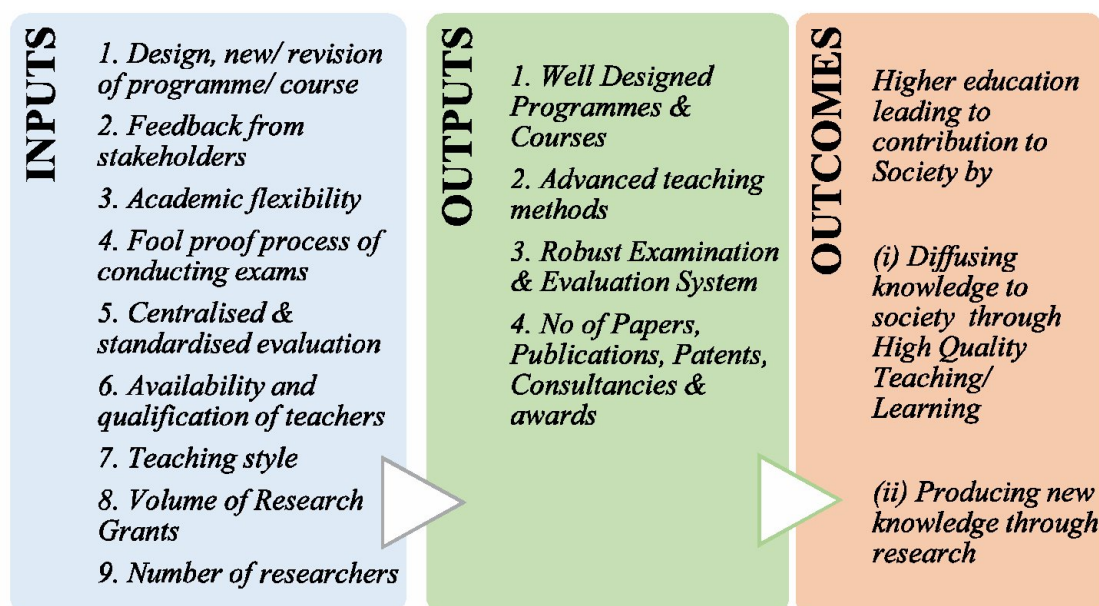 INPUTS
1. Design, new/ revision
of programme/ course
2. Feedback from
stakeholders
3. Academic flexibility
4. Fool proof process of
conducting exams
5. Centralised &
standardised evaluation
6. Availability and
qualification of teachers
7. Teaching style
8. Volume of Research
Grants
9. Number of researchers
OUTPUTS
1. Well Designed
Programmes &
Courses
2. Advanced teaching
methods
3. Robust Examination
& Evaluation System
4. No of Papers,
Publications, Patents,
Consultancies &
awards
OUTCOMES
Higher education
leading to
contribution to
Society by
(i) Diffusing
knowledge to
society through
High Quality
Teaching/
Learning
(ii) Producing new
knowledge through
research